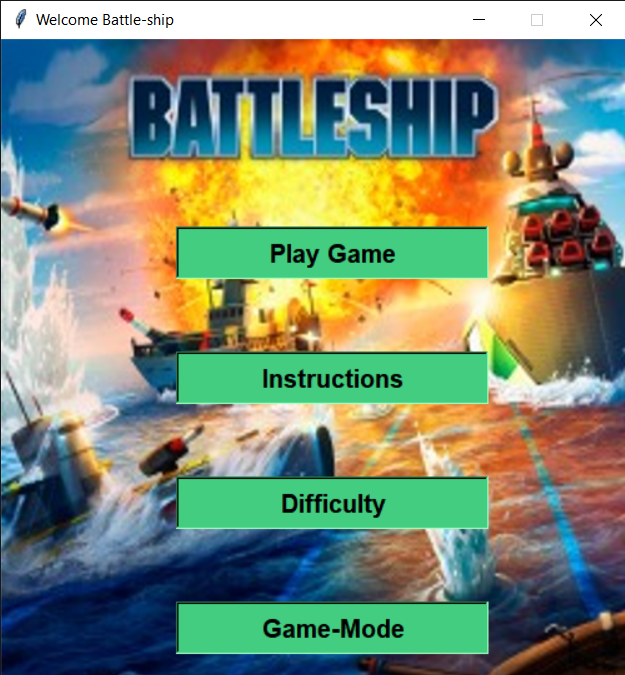 Welcome Battle-ship
BATTLESHIP
Play Game
Instructions
Difficulty
Game-Mode